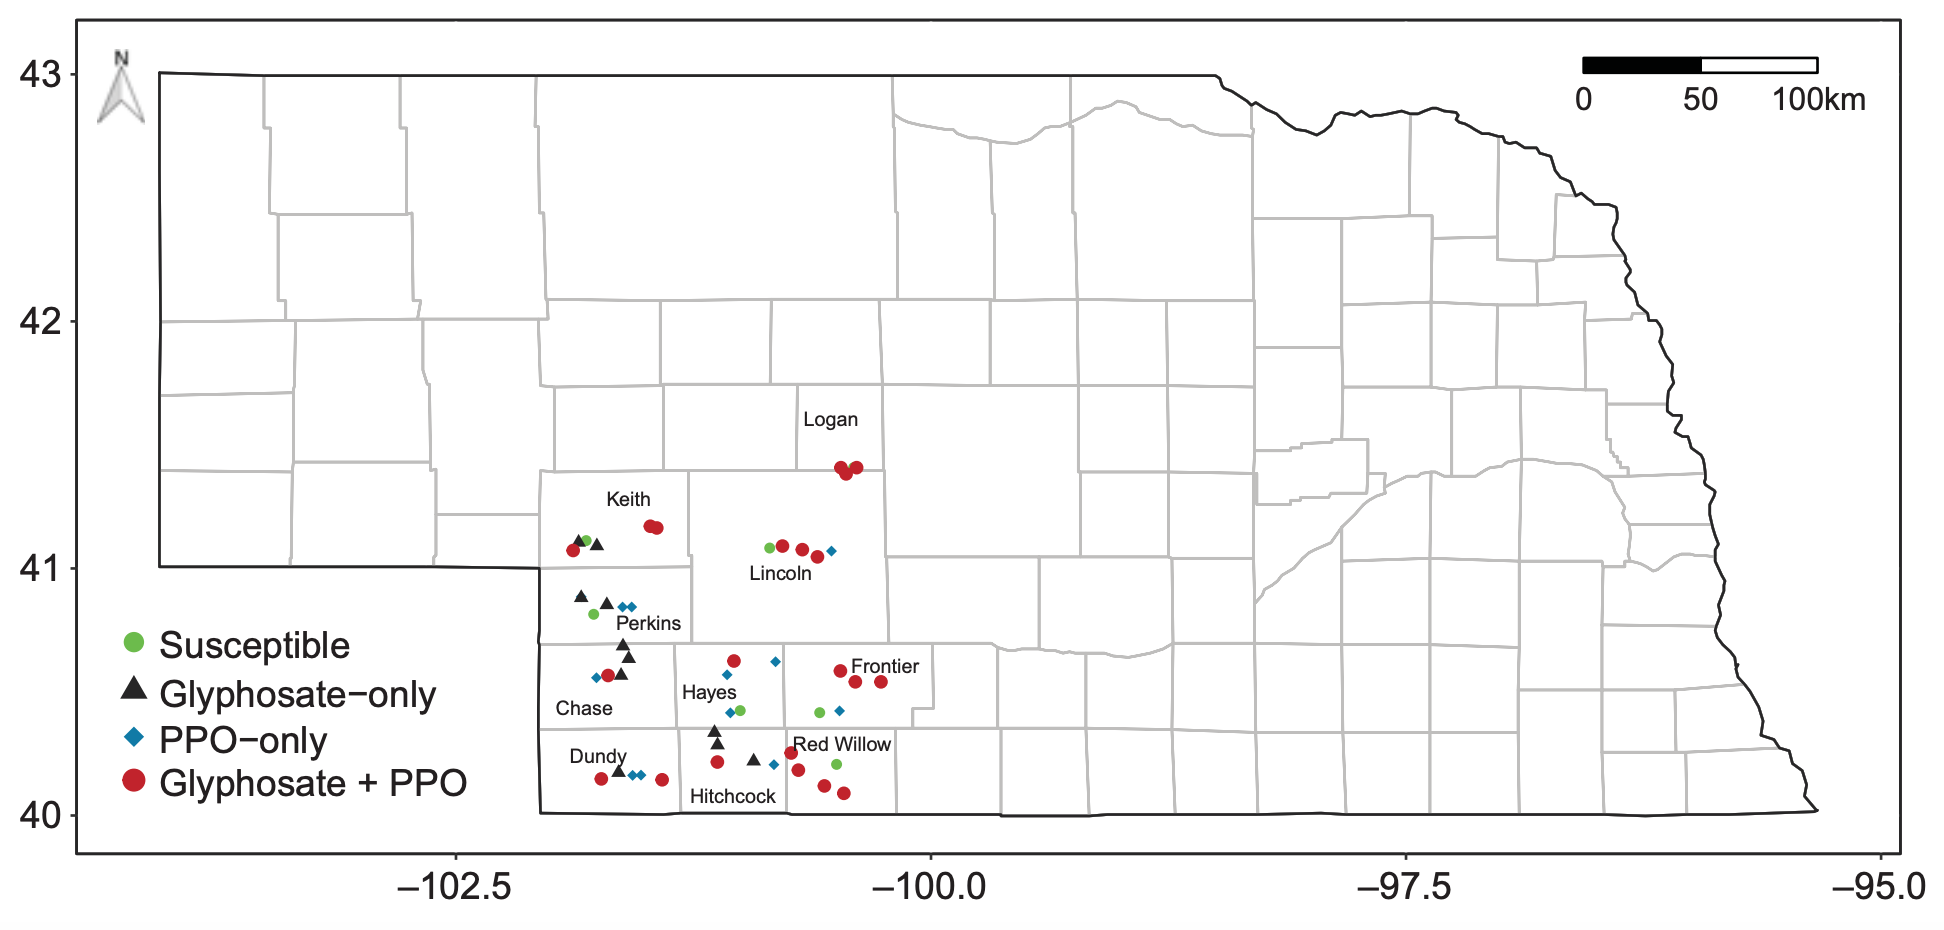 N
43
42
41
40
0 50 100km
Logan
Keith
Lincoln
Perkins
Frontier
Hayes
Chase
Red Willow
Dundy
Hitchcock
Susceptible
Glyphosate−only
PPO−only
Glyphosate + PPO
−102.5 −100.0 −97.5 −95.0